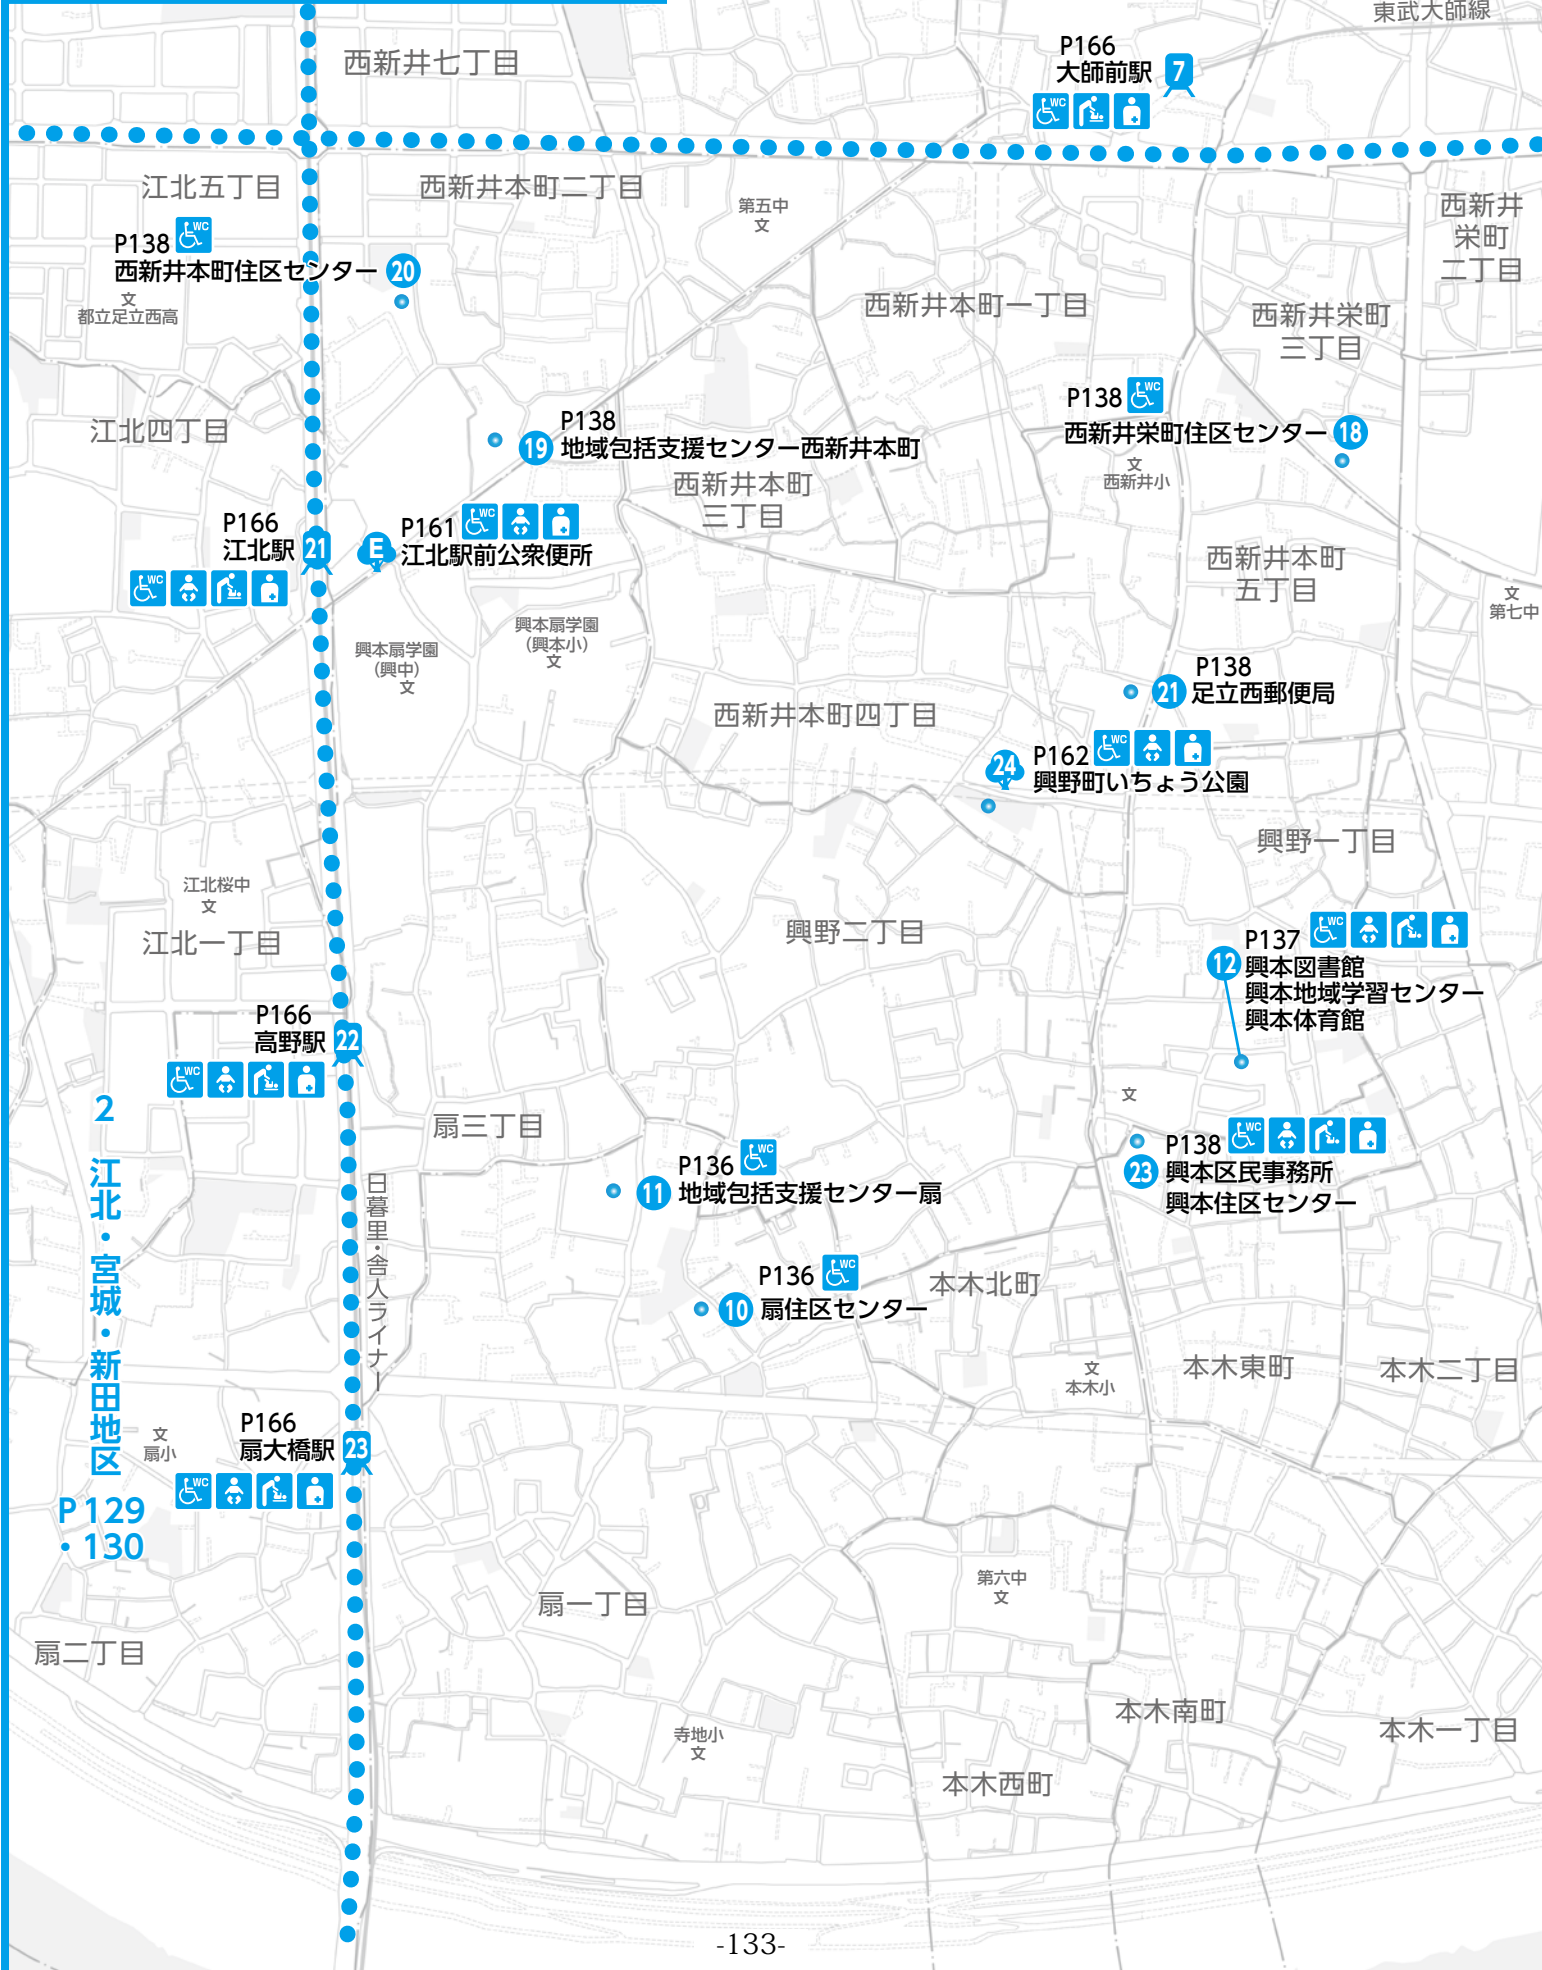 東武大師線
西新井七丁目
P166
大師前駅 7
WC
江北五丁目
西新井本町二丁目
第五中
文
西新井
栄町
二丁目
P138 WC
西新井本町住区センター 20
文
都立足立西高
西新井本町一丁目
西新井栄町
三丁目
江北四丁目
P138
19 地域包括支援センター西新井本町
P138 WC
西新井栄町住区センター 18
文
西新井小
西新井本町
三丁目
P166
江北駅 21
WC
E P161 WC
江北駅前公衆便所
西新井本町
五丁目
文
第七中
興本扇学園
(興中)
文
興本扇学園
(興本小)
文
P138
21 足立西郵便局
西新井本町四丁目
24 P162 WC
興野町いちょう公園
興野一丁目
江北桜中
文
江北一丁目
興野二丁目
P137 WC
12 興本図書館
興本地域学習センター
興本体育館
P166
高野駅 22
WC
文
扇三丁目
P138 WC
23 興本区民事務所
興本住区センター
P136 WC
11 地域包括支援センター扇
日暮里・舎人ライナー
2 江北・宮城・新田地区
P129
・130
P136 WC
10 扇住区センター
本木北町
文
本木小
本木東町
本木二丁目
P166
扇大橋駅 23
WC
文
扇小
第六中
文
扇一丁目
扇二丁目
寺地小
文
本木南町
本木一丁目
本木西町
-133-